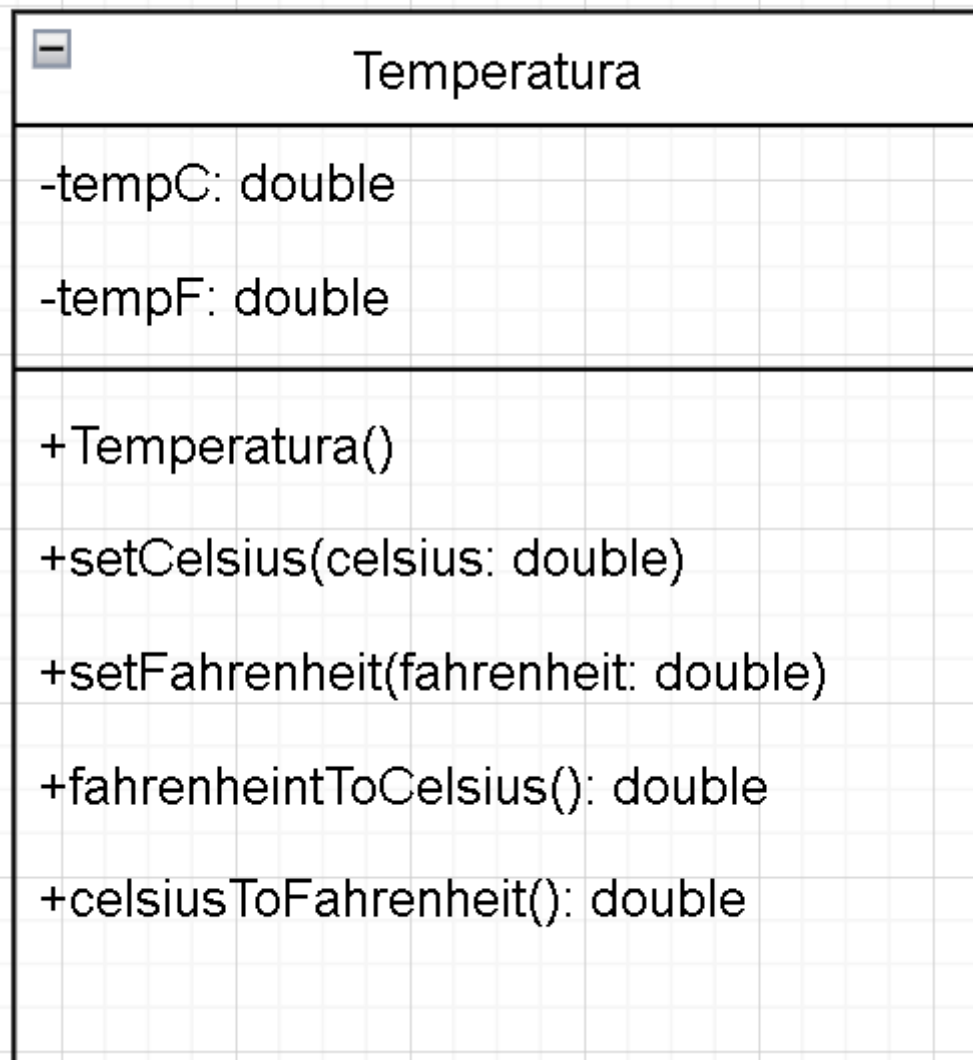 Temperatura
-tempC: double
-tempF: double
+Temperatura()
+setCelsius(celsius: double)
+setFahrenheit(fahrenheit: double)
+fahrenheintToCelsius(): double
+celsiusToFahrenheit(): double